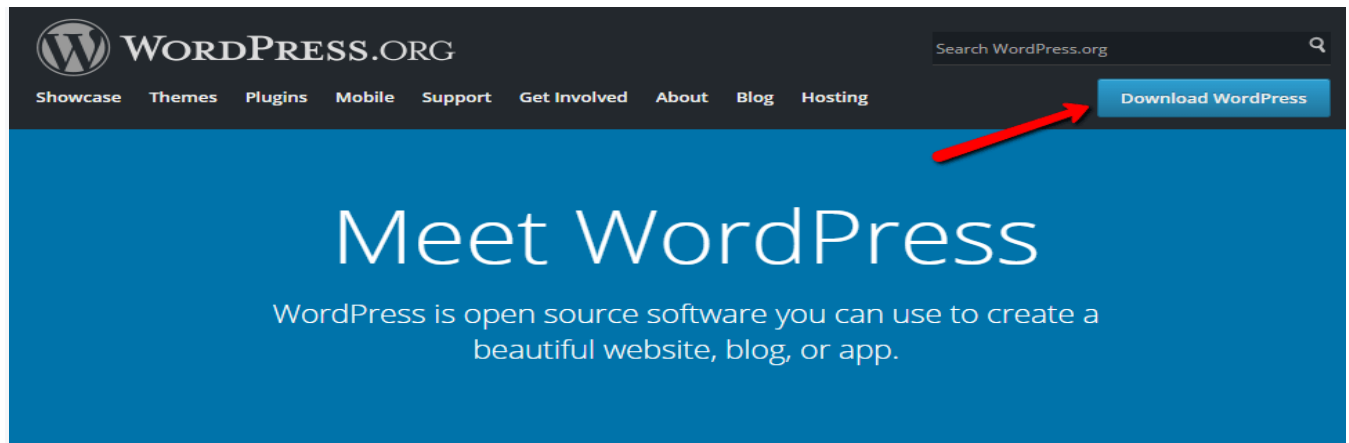 WORDPRESS.ORG
Search WordPress.org
Showcase Themes Plugins Mobile Support Get Involved About Blog Hosting
Download WordPress
Meet WordPress
WordPress is open source software you can use to create a
beautiful website, blog, or app.